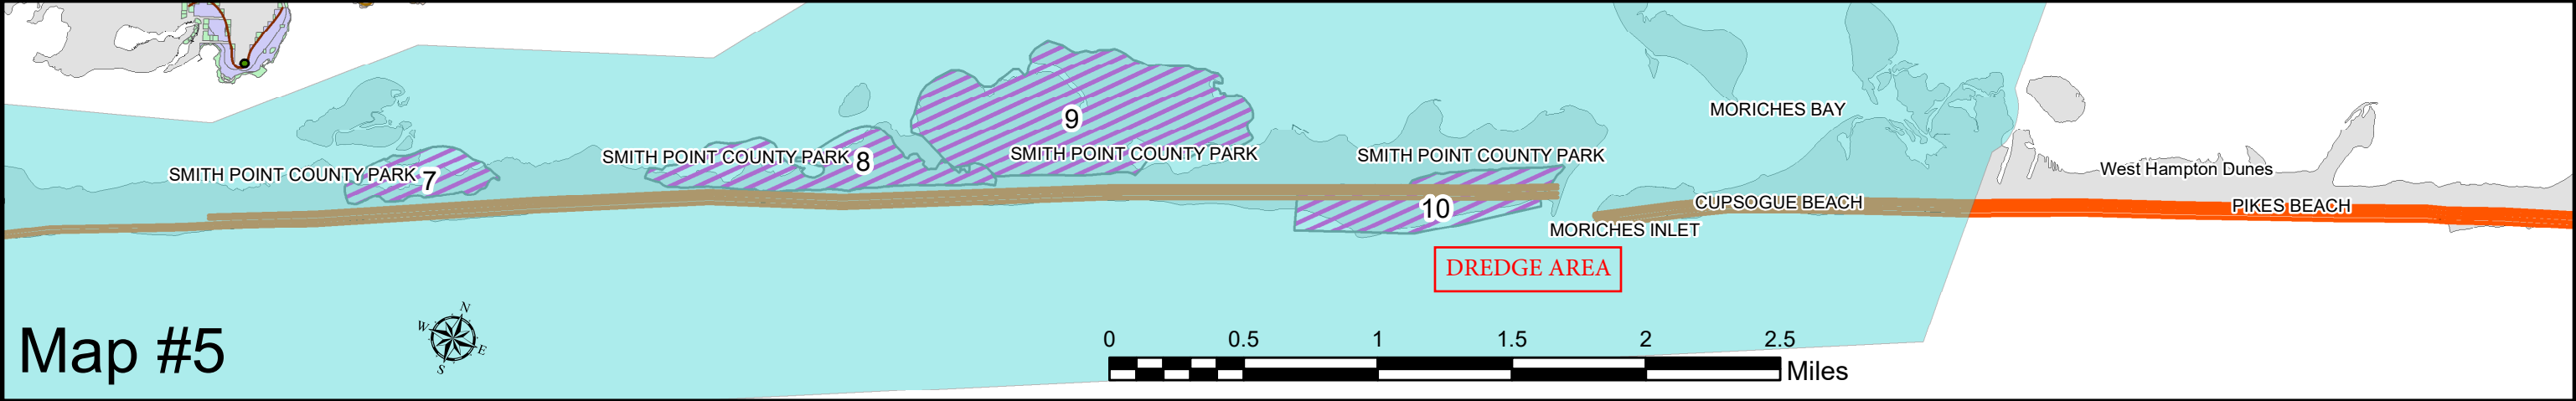 MORICHES BAY
9
SMITH POINT COUNTY PARK
8
SMITH POINT COUNTY PARK
SMITH POINT COUNTY PARK
West Hampton Dunes
SMITH POINT COUNTY PARK
7
CUPSOGUE BEACH
PIKES BEACH
10
MORICHES INLET
DREDGE AREA
N
W
E
S
Map #5
0 0.5 1 1.5 2 2.5
Miles